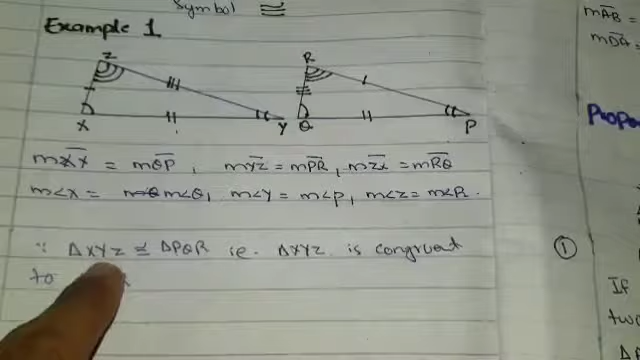 Symbol ≅
Example 1
Z
X
Y
R
Q
P
mXY = mQP, mYZ = mPR, mZX = mRQ
m<X = m<Q, m<Y = m<P, m<Z = m<R.
∵ ΔXYZ ≅ ΔPQR ie. ΔXYZ is congruent
to
mAB =
mDA =
①
If
two